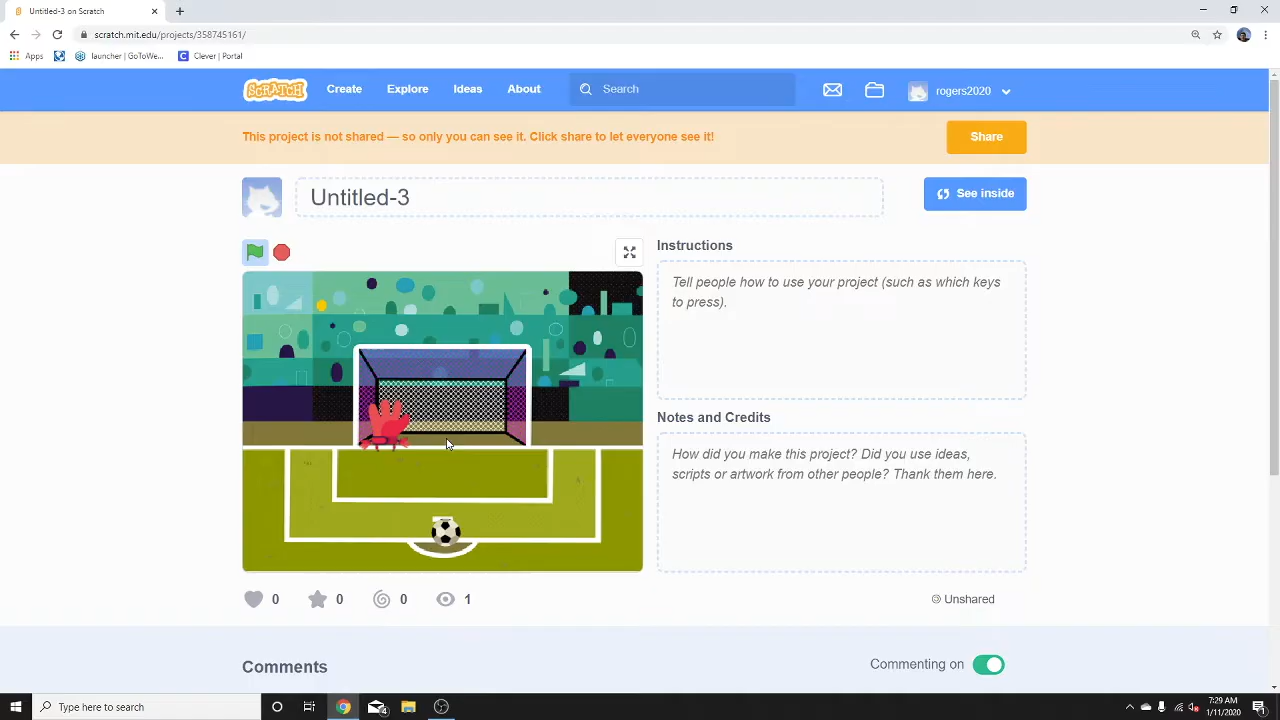 Untitled-3 on Scratch
scratch.mit.edu/projects/358745161/
Apps
launcher | GoToWe...
Clever | Portal
SCRATCH
Create
Explore
Ideas
About
Search
rogers2020
This project is not shared — so only you can see it. Click share to let everyone see it!
Share
Untitled-3
See inside
Instructions
Tell people how to use your project (such as which keys
to press).
Notes and Credits
How did you make this project? Did you use ideas,
scripts or artwork from other people? Thank them here.
0
0
0
1
Unshared
Comments
Commenting on
Type here to search
7:29 AM
1/11/2020